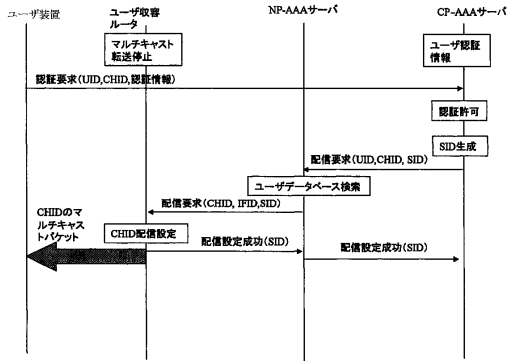 ユーザ装置
ユーザ収容
ルータ
NP-AAAサーバ
CP-AAAサーバ
マルチキャスト
転送停止
ユーザ認証
情報
認証要求(UID,CHID,認証情報)
認証許可
SID生成
配信要求(UID,CHID, SID)
ユーザデータベース検索
配信要求(CHID, IFID,SID)
CHIDのマ
ルチキャス
トパケット
CHID配信設定
配信設定成功(SID)
配信設定成功(SID)